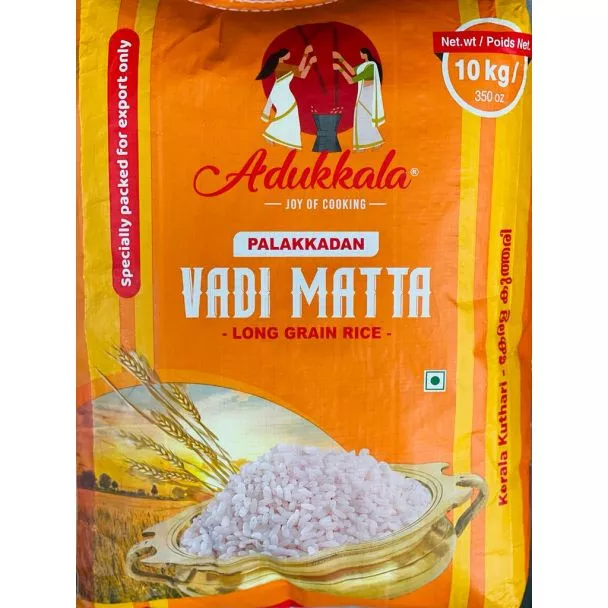 Specially packed for export only
Net.wt / Poids Net.
10 kg/
350 oz
Adukkala®
JOY OF COOKING
PALAKKADAN
VADI MATTA
- LONG GRAIN RICE -
Kerala Kuthari - കേരള കുത്തരി